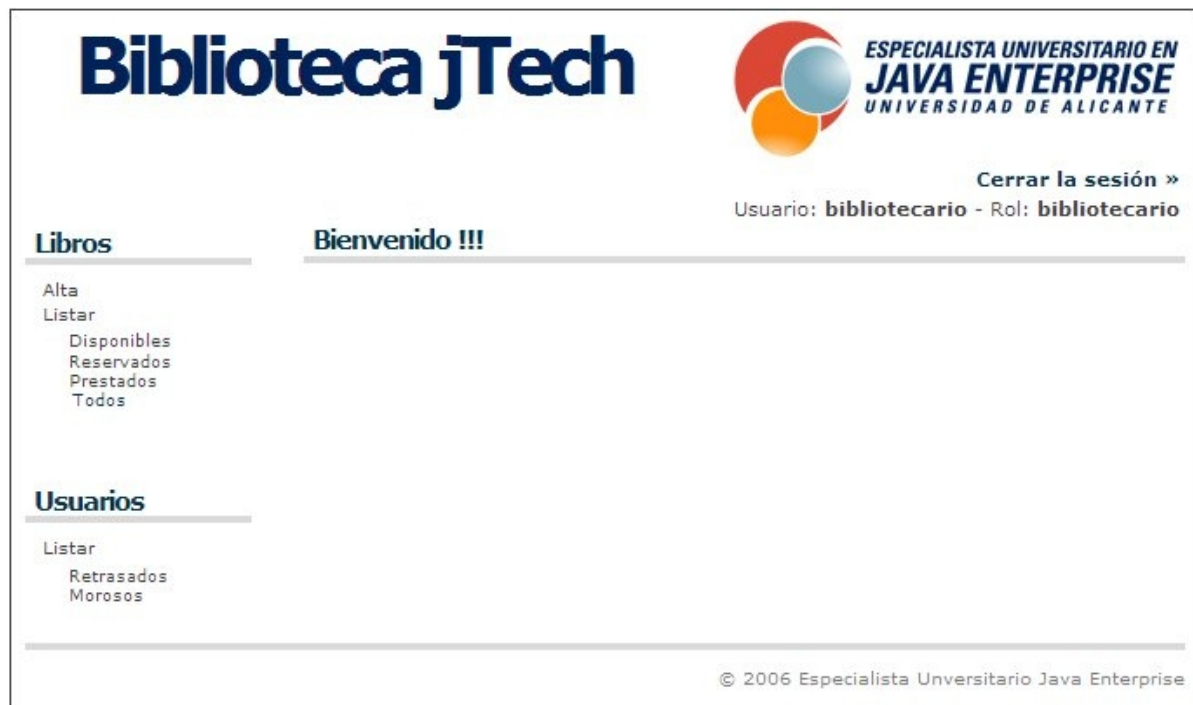 Biblioteca jTech
ESPECIALISTA UNIVERSITARIO EN
JAVA ENTERPRISE
UNIVERSIDAD DE ALICANTE
Cerrar la sesión »
Usuario: bibliotecario - Rol: bibliotecario
Libros
Alta
Listar
Disponibles
Reservados
Prestados
Todos
Usuarios
Listar
Retrasados
Morosos
Bienvenido !!!
© 2006 Especialista Unversitario Java Enterprise